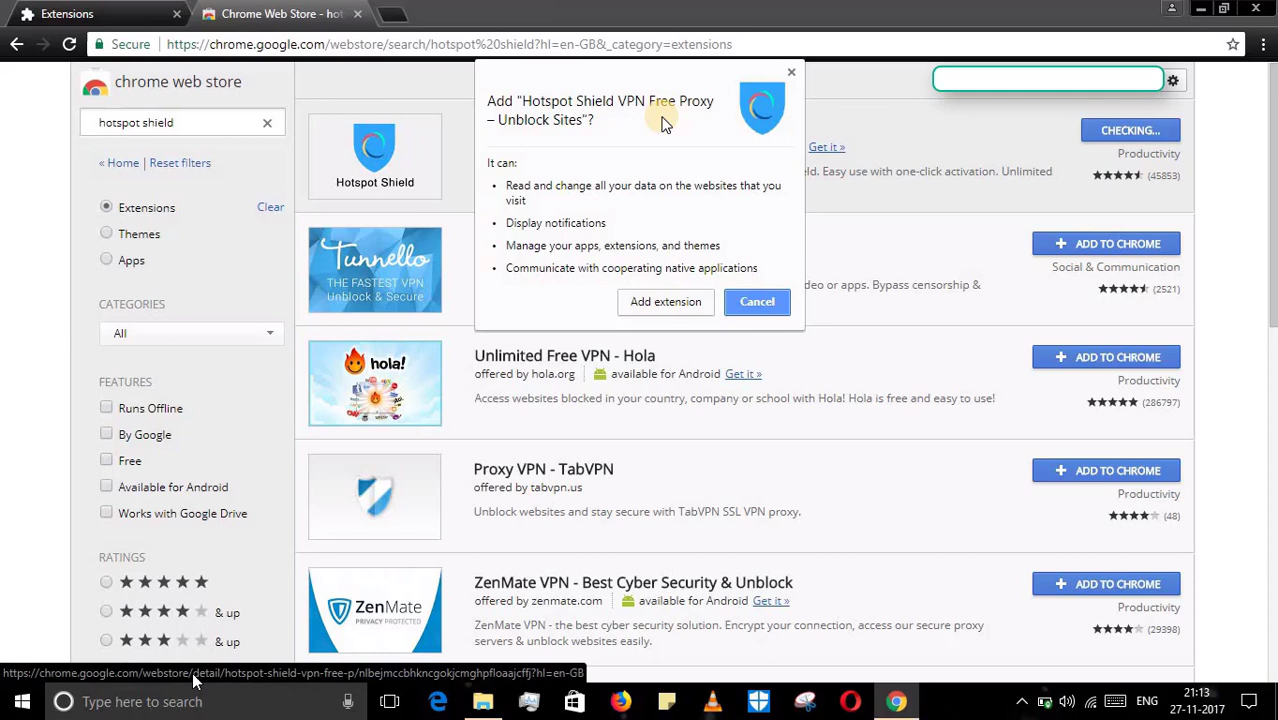 Extensions
Chrome Web Store - hot
Secure
https://chrome.google.com/webstore/search/hotspot%20shield?hl=en-GB&_category=extensions
chrome web store
hotspot shield
« Home | Reset filters
Extensions
Clear
Themes
Apps
CATEGORIES
All
FEATURES
Runs Offline
By Google
Free
Available for Android
Works with Google Drive
RATINGS
& up
& up
Add "Hotspot Shield VPN Free Proxy
– Unblock Sites"?
It can:
• Read and change all your data on the websites that you
visit
• Display notifications
• Manage your apps, extensions, and themes
• Communicate with cooperating native applications
Add extension
Cancel
Hotspot Shield
Get it »
ld. Easy use with one-click activation. Unlimited
CHECKING...
Productivity
(45853)
Tunnello
THE FASTEST VPN
Unblock & Secure
deo or apps. Bypass censorship &
ADD TO CHROME
Social & Communication
(2521)
hola!
Unlimited Free VPN - Hola
offered by hola.org available for Android Get it »
Access websites blocked in your country, company or school with Hola! Hola is free and easy to use!
ADD TO CHROME
Productivity
(286797)
Proxy VPN - TabVPN
offered by tabvpn.us
Unblock websites and stay secure with TabVPN SSL VPN proxy.
ADD TO CHROME
Productivity
(48)
ZenMate
PRIVACY PROTECTED
ZenMate VPN - Best Cyber Security & Unblock
offered by zenmate.com available for Android Get it »
ZenMate VPN - the best cyber security solution. Encrypt your connection, access our secure proxy
servers & unblock websites easily.
ADD TO CHROME
Productivity
(29398)
https://chrome.google.com/webstore/detail/hotspot-shield-vpn-free-p/nlbejmccbhkncgokjcmghpfloaajcffj?hl=en-GB
Type here to search
ENG
21:13
27-11-2017